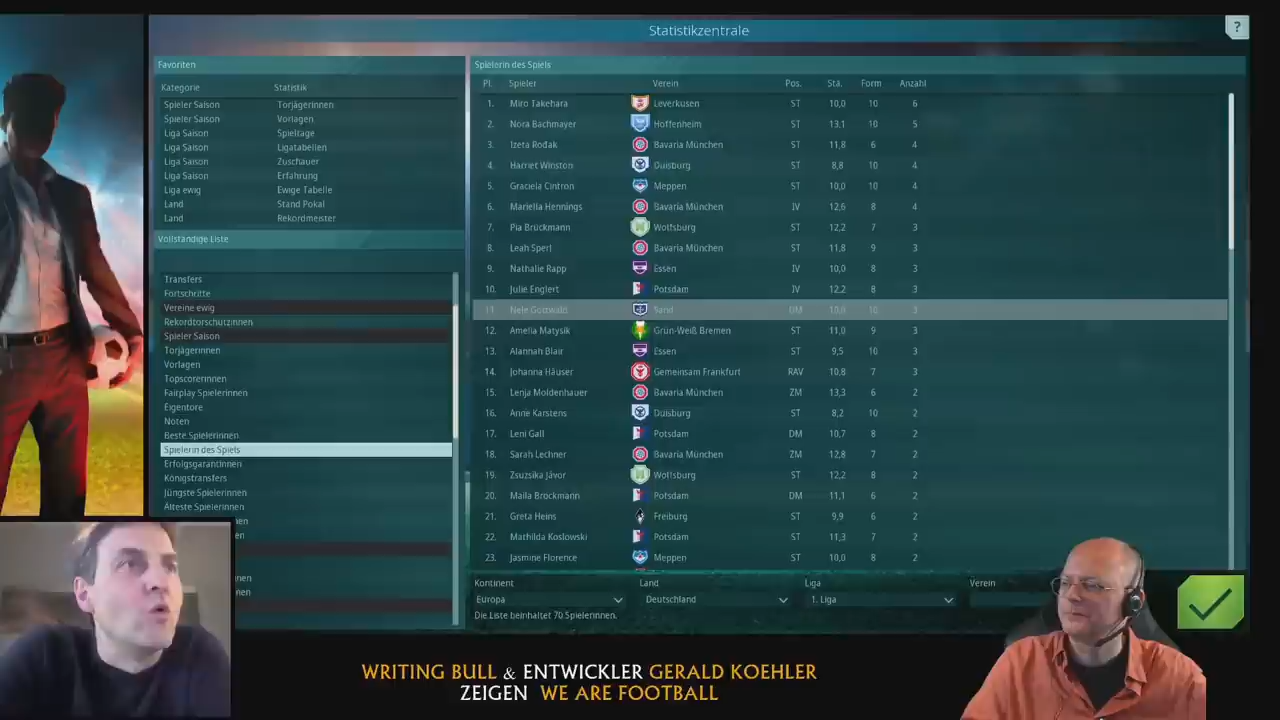 Statistikzentrale
?
Favoriten
Kategorie Statistik
Spieler Saison Torjägerinnen
Spieler Saison Vorlagen
Liga Saison Spieltage
Liga Saison Ligatabellen
Liga Saison Zuschauer
Liga Saison Erfahrung
Liga ewig Ewige Tabelle
Land Stand Pokal
Land Rekordmeister
Vollständige Liste
Transfers
Fortschritte
Vereine ewig
Rekordtorschützinnen
Spieler Saison
Torjägerinnen
Vorlagen
Topscorerinnen
Fairplay Spielerinnen
Eigentore
Noten
Beste Spielerinnen
Spielerin des Spiels
Erfolgsgarantinnen
Königstransfers
Jüngste Spielerinnen
Älteste Spielerinnen
Spielerin des Spiels
Pl. Spieler Verein Pos. Stä. Form Anzahl
1. Miro Takehara Leverkusen ST 10,0 10 6
2. Nora Bachmayer Hoffenheim ST 13,1 10 5
3. Izeta Rođak Bavaria München ST 11,8 6 4
4. Harriet Winston Duisburg ST 8,8 10 4
5. Graciela Cintron Meppen ST 10,0 10 4
6. Mariella Hennings Bavaria München IV 12,6 8 4
7. Pia Brückmann Wolfsburg ST 12,2 7 3
8. Leah Sperl Bavaria München ST 11,8 9 3
9. Nathalie Rapp Essen IV 10,0 8 3
10. Julie Englert Potsdam IV 12,2 8 3
11. Nele Gottwald Sand 10,0 10 3
12. Amelia Matysik Grün-Weiß Bremen ST 11,0 9 3
13. Alannah Blair Essen ST 9,5 10 3
14. Johanna Häuser Gemeinsam Frankfurt RAV 10,8 7 3
15. Lenja Moldenhauer Bavaria München ZM 13,3 6 2
16. Anne Karstens Duisburg ST 8,2 10 2
17. Leni Gall Potsdam DM 10,7 8 2
18. Sarah Lechner Bavaria München ZM 12,8 7 2
19. Zsuzsika Jávor Wolfsburg ST 12,2 8 2
20. Maila Brockmann Potsdam DM 11,1 6 2
21. Greta Heins Freiburg ST 9,9 6 2
22. Mathilda Koslowski Potsdam ST 11,3 7 2
23. Jasmine Florence Meppen ST 10,0 8 2
Kontinent Land Liga Verein
Europa Deutschland 1. Liga
Die Liste beinhaltet 70 Spielerinnen.
WRITING BULL & ENTWICKLER GERALD KOEHLER
ZEIGEN WE ARE FOOTBALL